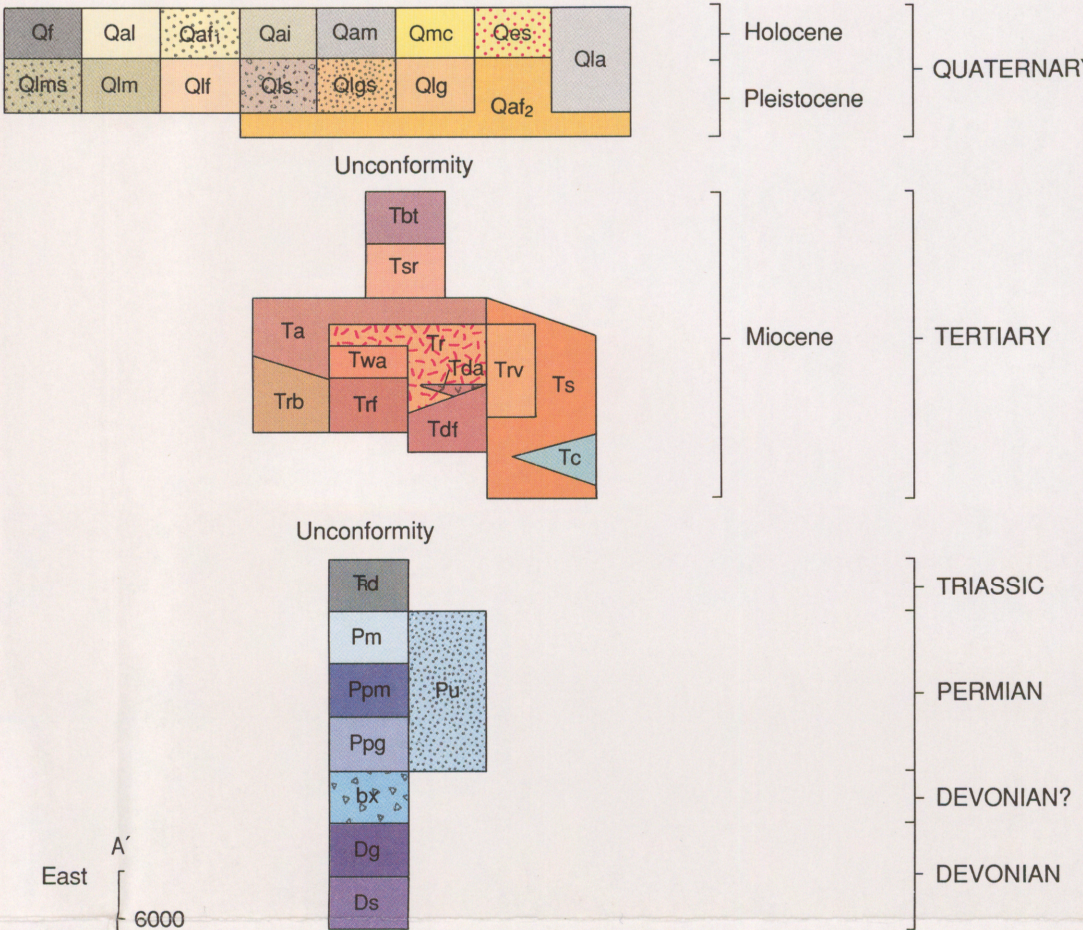 Qf Qal Qaf₁ Qai Qam Qmc Qes Qla Holocene
Qlms Qlm Qlf Qls Qlgs Qlg Qaf₂ Pleistocene
QUATERNARY
Unconformity
Tbt
Tsr
Ta Tr Miocene TERTIARY
Twa Tda Trv Ts
Trb Trf
Tdf
Tc
Unconformity
TRd TRIASSIC
Pm
Ppm Pu PERMIAN
Ppg
bx DEVONIAN?
Dg
A′
East DEVONIAN
Ds
6000